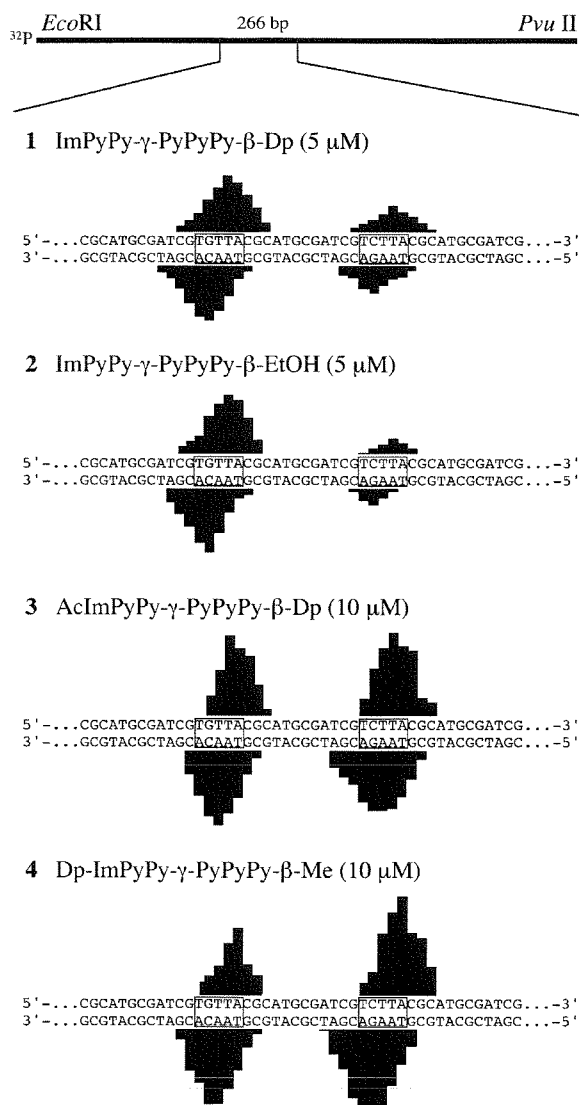 EcoRI 266 bp Pvu II
32P
1 ImPyPy-γ-PyPyPy-β-Dp (5 μM)
5'-...CGCATGCGATCGTGTTACGCATGCGATCGTCTTACGCATGCGATCG...-3'
3'-...GCGTACGCTAGCACAATGCGTACGCTAGCAGAATGCGTACGCTAGC...-5'
2 ImPyPy-γ-PyPyPy-β-EtOH (5 μM)
5'-...CGCATGCGATCGTGTTACGCATGCGATCGTCTTACGCATGCGATCG...-3'
3'-...GCGTACGCTAGCACAATGCGTACGCTAGCAGAATGCGTACGCTAGC...-5'
3 AcImPyPy-γ-PyPyPy-β-Dp (10 μM)
5'-...CGCATGCGATCGTGTTACGCATGCGATCGTCTTACGCATGCGATCG...-3'
3'-...GCGTACGCTAGCACAATGCGTACGCTAGCAGAATGCGTACGCTAGC...-5'
4 Dp-ImPyPy-γ-PyPyPy-β-Me (10 μM)
5'-...CGCATGCGATCGTGTTACGCATGCGATCGTCTTACGCATGCGATCG...-3'
3'-...GCGTACGCTAGCACAATGCGTACGCTAGCAGAATGCGTACGCTAGC...-5'